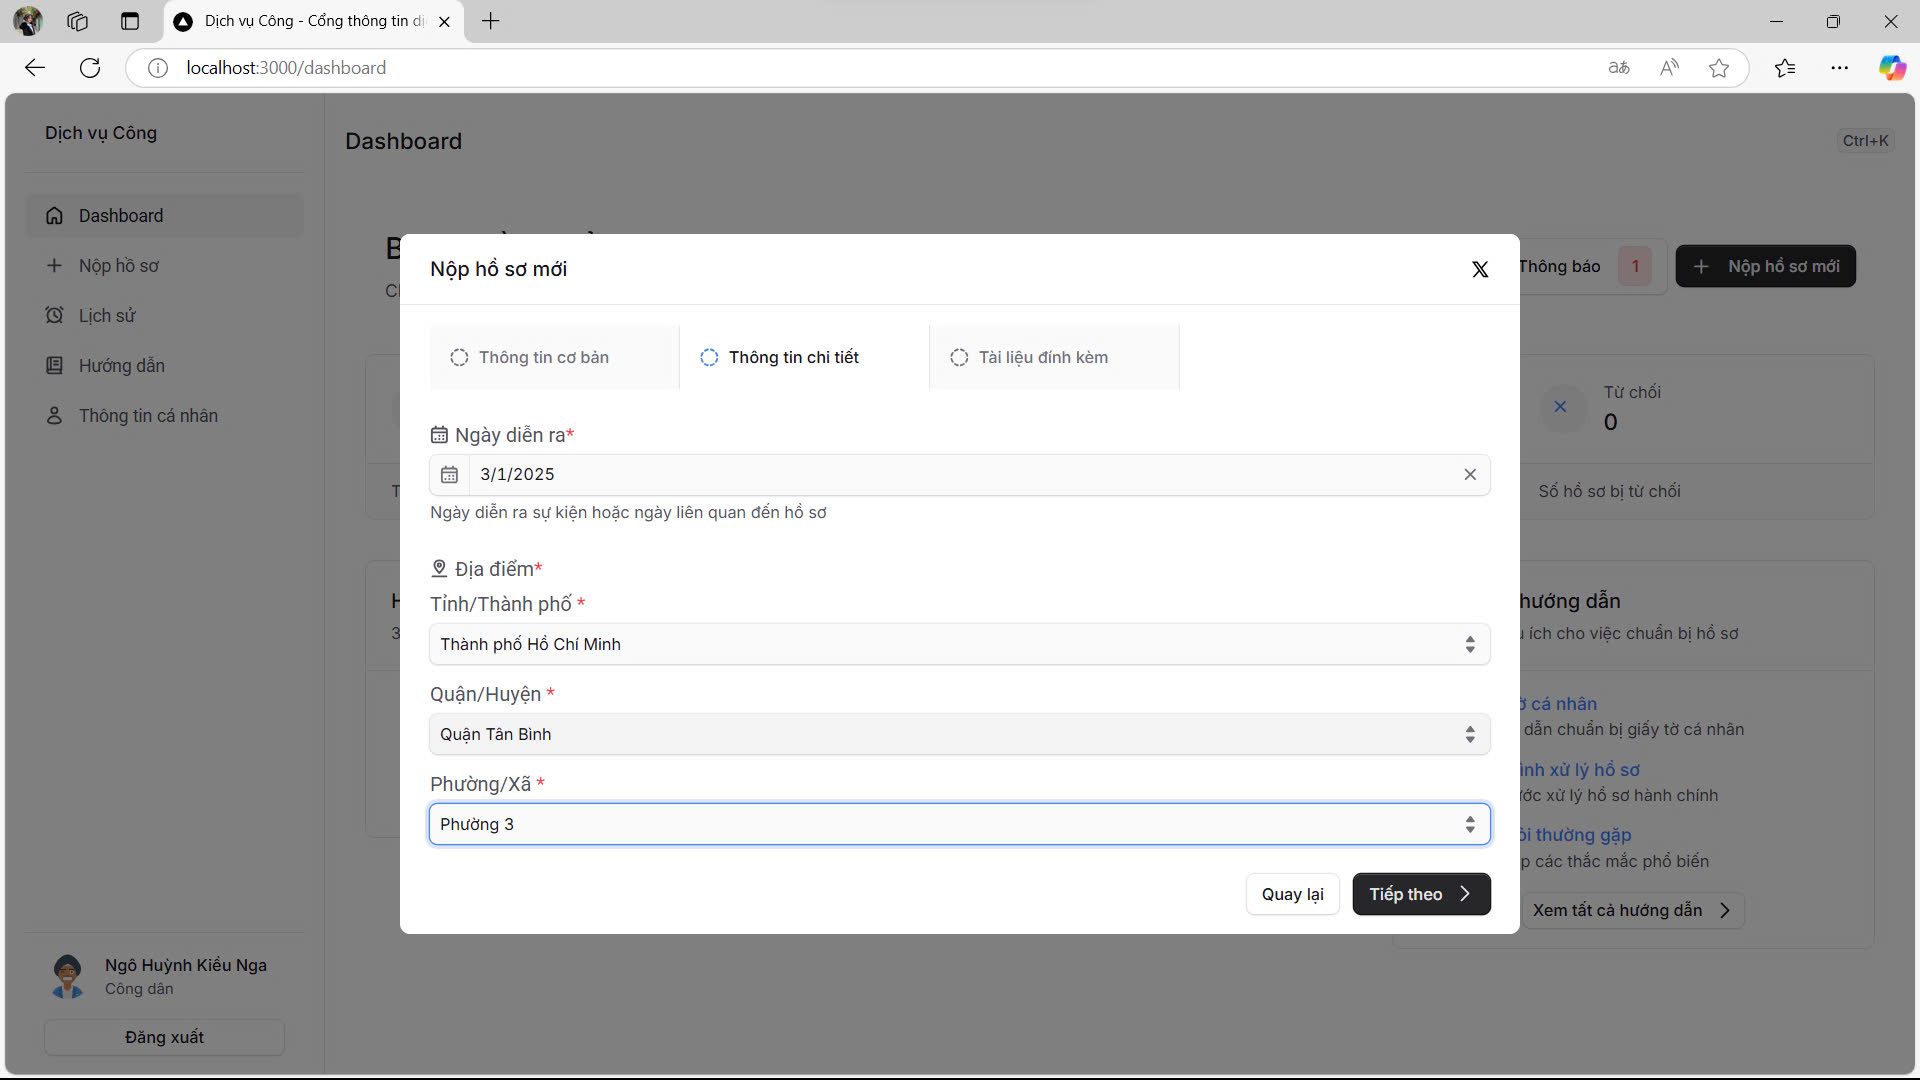 Dịch vụ Công - Cổng thông tin dị
localhost:3000/dashboard
Dịch vụ Công
Dashboard
Ctrl+K
Dashboard
Nộp hồ sơ
Lịch sử
Hướng dẫn
Thông tin cá nhân
Thông báo 1
Nộp hồ sơ mới
Nộp hồ sơ mới
Thông tin cơ bản
Thông tin chi tiết
Tài liệu đính kèm
Từ chối
0
Số hồ sơ bị từ chối
Ngày diễn ra*
3/1/2025
Ngày diễn ra sự kiện hoặc ngày liên quan đến hồ sơ
Địa điểm*
Tỉnh/Thành phố *
Thành phố Hồ Chí Minh
Quận/Huyện *
Quận Tân Bình
Phường/Xã *
Phường 3
Quay lại
Tiếp theo
hướng dẫn
ích cho việc chuẩn bị hồ sơ
cá nhân
dẫn chuẩn bị giấy tờ cá nhân
xử lý hồ sơ
xử lý hồ sơ hành chính
thường gặp
các thắc mắc phổ biến
Xem tất cả hướng dẫn
Ngô Huỳnh Kiều Nga
Công dân
Đăng xuất